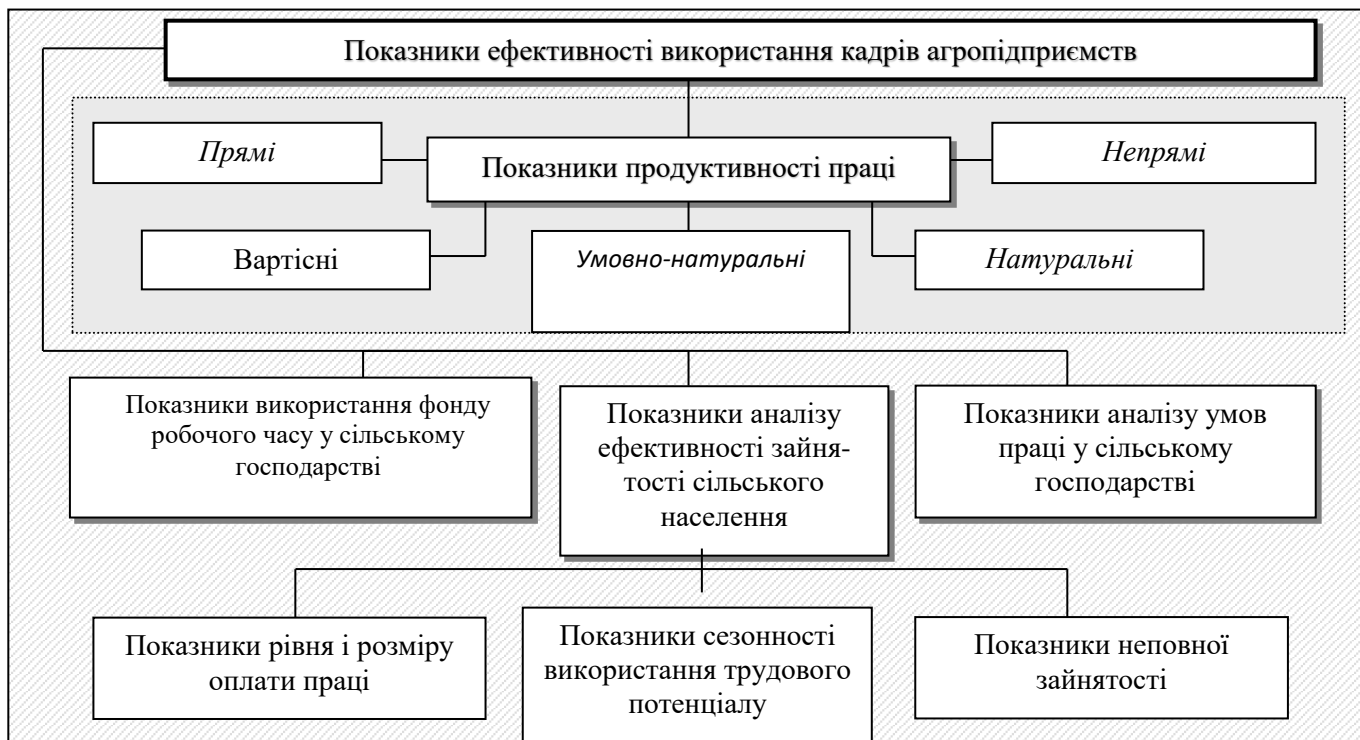 Показники ефективності використання кадрів агропідприємств
Прямі
Показники продуктивності праці
Непрямі
Вартісні
Умовно-натуральні
Натуральні
Показники використання фонду
робочого часу у сільському
господарстві
Показники аналізу
ефективності зайня-
тості сільського
населення
Показники аналізу умов
праці у сільському
господарстві
Показники рівня і розміру
оплати праці
Показники сезонності
використання трудового
потенціалу
Показники неповної
зайнятості